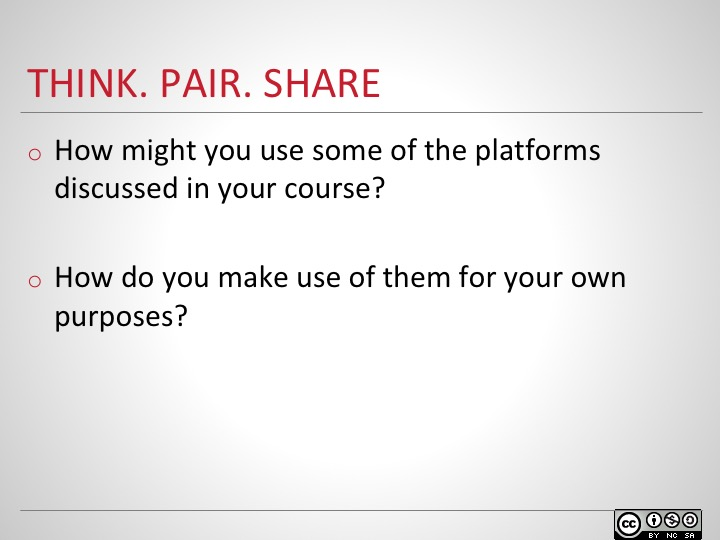 THINK. PAIR. SHARE
o How might you use some of the platforms
discussed in your course?
o How do you make use of them for your own
purposes?
cc
BY NC SA